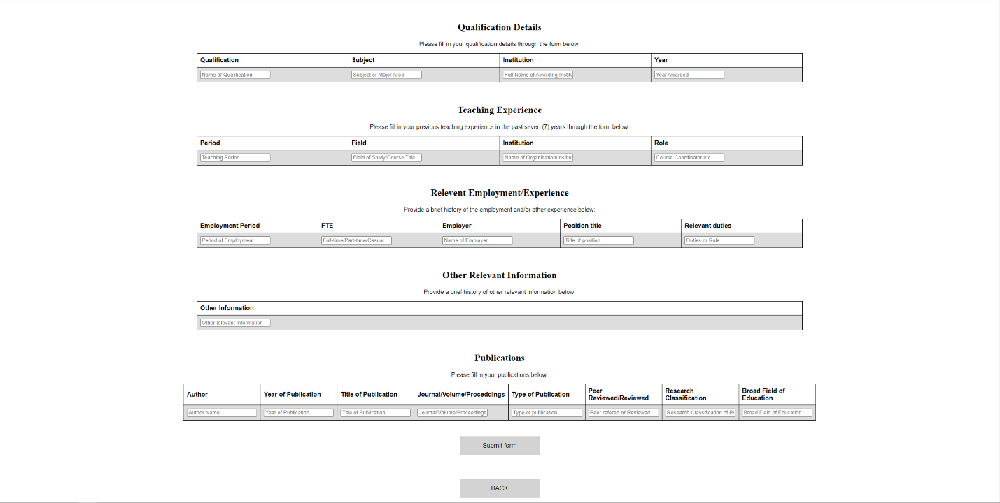 Qualification Details
Please fill in your qualification details through the form below:
Qualification Subject Institution Year
Name of Qualification Subject or Major Area Full Name of Awarding Year Awarded
Teaching Experience
Please fill in your previous teaching experience in the past seven (7) years through the form below:
Period Field Institution Role
Teaching Period Field of Study/Course Title Name of Organisation/Institu Course Coordinator etc.
Relevent Employment/Experience
Provide a brief history of the employment and/or other experience below:
Employment Period FTE Employer Position title Relevant duties
Period of Employment Full-time/Part-time/Casual Name of Employer Title of position Duties or Role
Other Relevant Information
Provide a brief history of other relevant information below:
Other Information
Other relevant Information
Publications
Please fill in your publications below
Author Year of Publication Title of Publication Journal/Volume/Proceddings Type of Publication Peer Reviewed/Reviewed Research Classification Broad Field of Education
Author Name Year of Publication Title of Publication Journal/Volume/Proceedings Type of publication Peer refered or Reviewed Research Classification of Broad Field of Education
Submit form
BACK